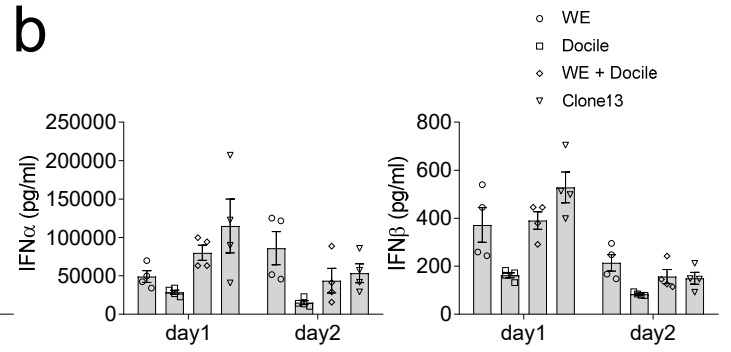 b
WE
Docile
WE + Docile
Clone13
IFNα (pg/ml)
250000
200000
150000
100000
50000
0
day1 day2
IFNβ (pg/ml)
800
600
400
200
0
day1 day2